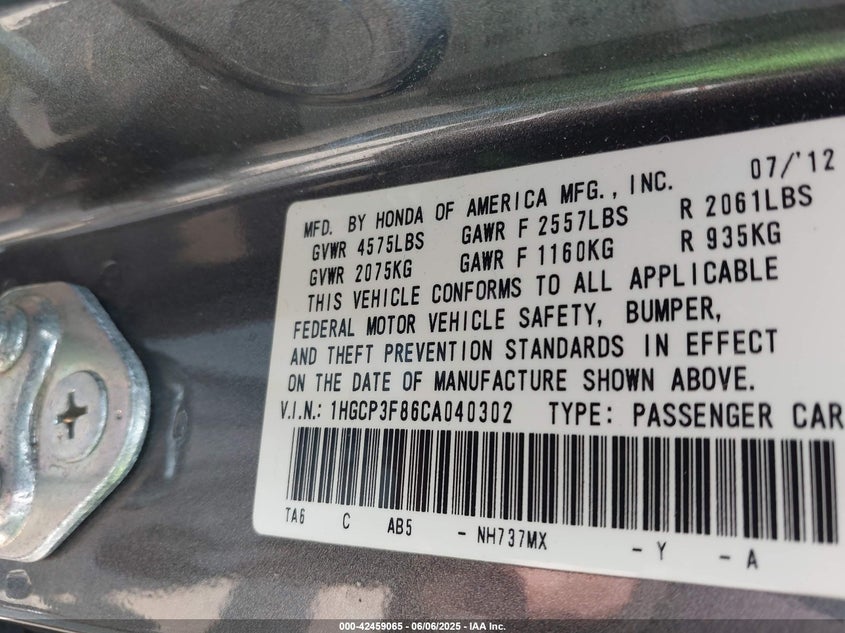 MFD. BY HONDA OF AMERICA MFG., INC. 07/'12
GVWR 4575LBS GAWR F 2557LBS R 2061LBS
GVWR 2075KG GAWR F 1160KG R 935KG
THIS VEHICLE CONFORMS TO ALL APPLICABLE
FEDERAL MOTOR VEHICLE SAFETY, BUMPER,
AND THEFT PREVENTION STANDARDS IN EFFECT
ON THE DATE OF MANUFACTURE SHOWN ABOVE.
V.I.N.: 1HGCP3F86CA040302 TYPE: PASSENGER CAR
TA6 C AB5 - NH737MX - Y - A
000-42459065 - 06/06/2025 - IAA Inc.